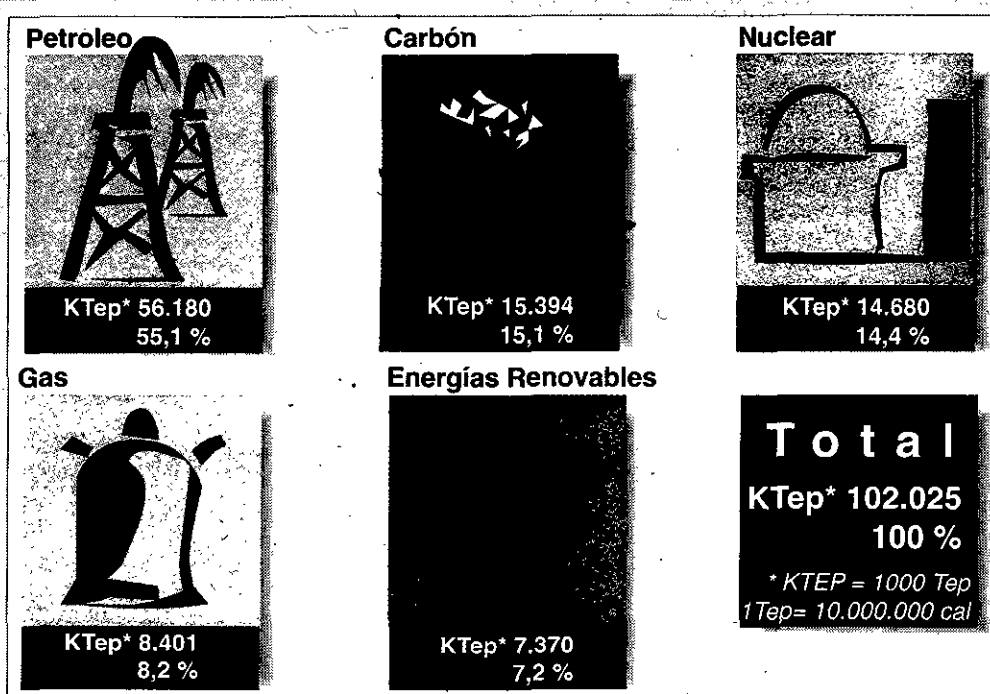 Petróleo
KTep* 56.180
55,1 %
Carbón
KTep* 15.394
15,1 %
Nuclear
KTep* 14.680
14,4 %
Gas
KTep* 8.401
8,2 %
Energías Renovables
KTep* 7.370
7,2 %
Total
KTep* 102.025
100 %
* KTEP = 1000 Tep
1Tep= 10.000.000 cal